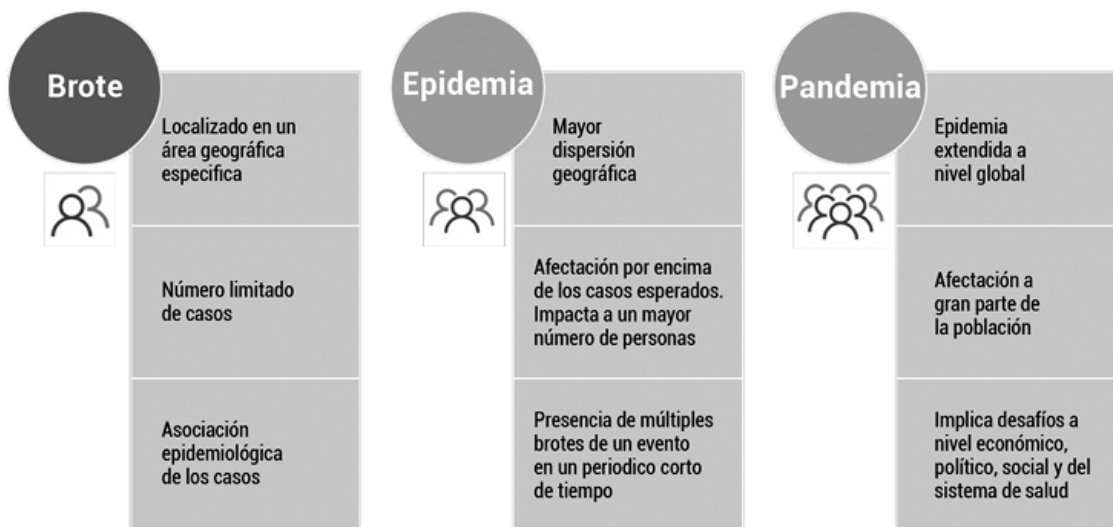 Brote
Localizado en un
área geográfica
especifica
Número limitado
de casos
Asociación
epidemiológica
de los casos
Epidemia
Mayor
dispersión
geográfica
Afectación por encima
de los casos esperados.
Impacta a un mayor
número de personas
Presencia de múltiples
brotes de un evento
en un periodico corto
de tiempo
Pandemia
Epidemia
extendida a
nivel global
Afectación a
gran parte de
la población
Implica desafíos a
nivel económico,
político, social y del
sistema de salud